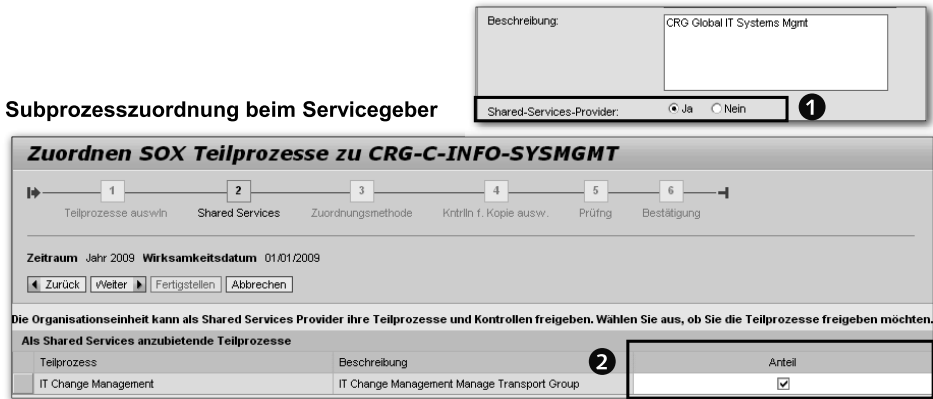 Beschreibung:
CRG Global IT Systems Mgmt
Shared-Services-Provider:
Ja
Nein
1
Subprozesszuordnung beim Servicegeber
Zuordnen SOX Teilprozesse zu CRG-C-INFO-SYSMGMT
1
2
3
4
5
6
Teilprozesse auswln
Shared Services
Zuordnungsmethode
Kntrlln f. Kopie ausw.
Prüfng
Bestätigung
Zeitraum Jahr 2009 Wirksamkeitsdatum 01/01/2009
Zurück
Weiter
Fertigstellen
Abbrechen
Die Organisationseinheit kann als Shared Services Provider ihre Teilprozesse und Kontrollen freigeben. Wählen Sie aus, ob Sie die Teilprozesse freigeben möchten.
Als Shared Services anzubietende Teilprozesse
2
Teilprozess
Beschreibung
Anteil
IT Change Management
IT Change Management Manage Transport Group